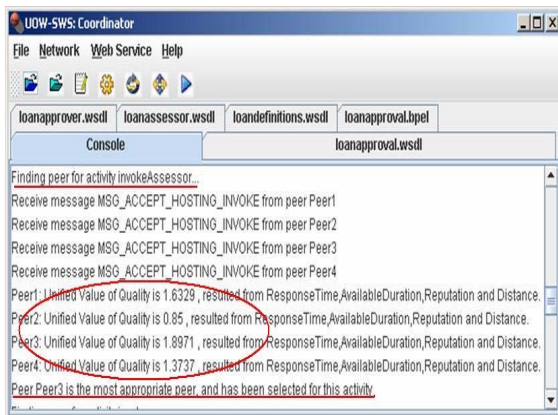 UOW-SWS: Coordinator
File Network Web Service Help
loanapprover.wsdl loanassessor.wsdl loandefinitions.wsdl loanapproval.bpel
Console loanapproval.wsdl
Finding peer for activity invokeAssessor...
Receive message MSG_ACCEPT_HOSTING_INVOKE from peer Peer1
Receive message MSG_ACCEPT_HOSTING_INVOKE from peer Peer2
Receive message MSG_ACCEPT_HOSTING_INVOKE from peer Peer3
Receive message MSG_ACCEPT_HOSTING_INVOKE from peer Peer4
Peer1: Unified Value of Quality is 1.6329 , resulted from ResponseTime,AvailableDuration,Reputation and Distance.
Peer2: Unified Value of Quality is 0.85 , resulted from ResponseTime,AvailableDuration,Reputation and Distance.
Peer3: Unified Value of Quality is 1.8971 , resulted from ResponseTime,AvailableDuration,Reputation and Distance.
Peer4: Unified Value of Quality is 1.3737 , resulted from ResponseTime,AvailableDuration,Reputation and Distance.
Peer Peer3 is the most appropriate peer, and has been selected for this activity.